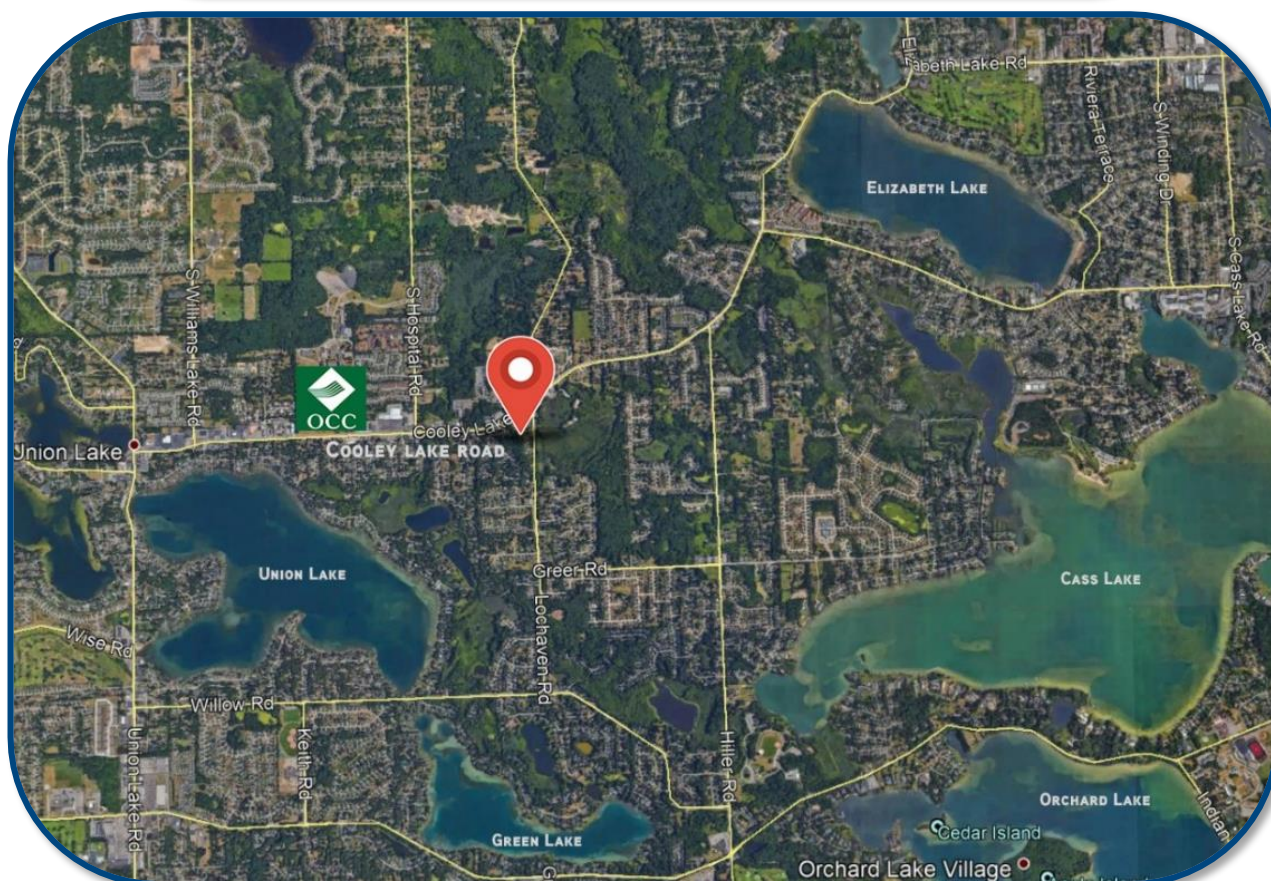 Elizabeth Lake Rd
Riviera Terrace
S Winding D
S Cass Lake Rd
ELIZABETH LAKE
S Williams Lake Rd
S Hospital Rd
OCC
Cooley Lake
COOLEY LAKE ROAD
Union Lake
UNION LAKE
Greer Rd
Lochaven Rd
CASS LAKE
Wise Rd
Willow Rd
Keith Rd
Union Lake Rd
Hiller Rd
GREEN LAKE
ORCHARD LAKE
Cedar Island
Orchard Lake Village
Indian
G